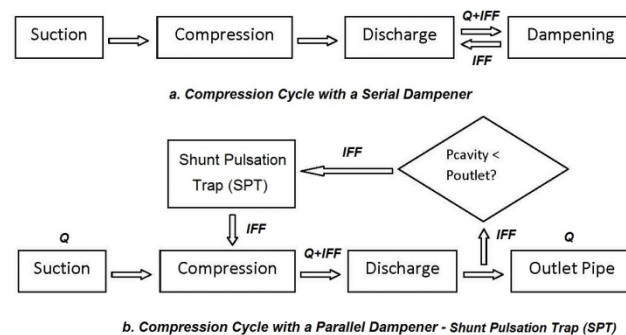 Suction
Compression
Discharge
Q+IFF
IFF
Dampening
a. Compression Cycle with a Serial Dampener
Shunt Pulsation
Trap (SPT)
IFF
Pcavity <
Poutlet?
IFF
Q
Suction
Compression
Q+IFF
Discharge
IFF
Q
Outlet Pipe
b. Compression Cycle with a Parallel Dampener - Shunt Pulsation Trap (SPT)